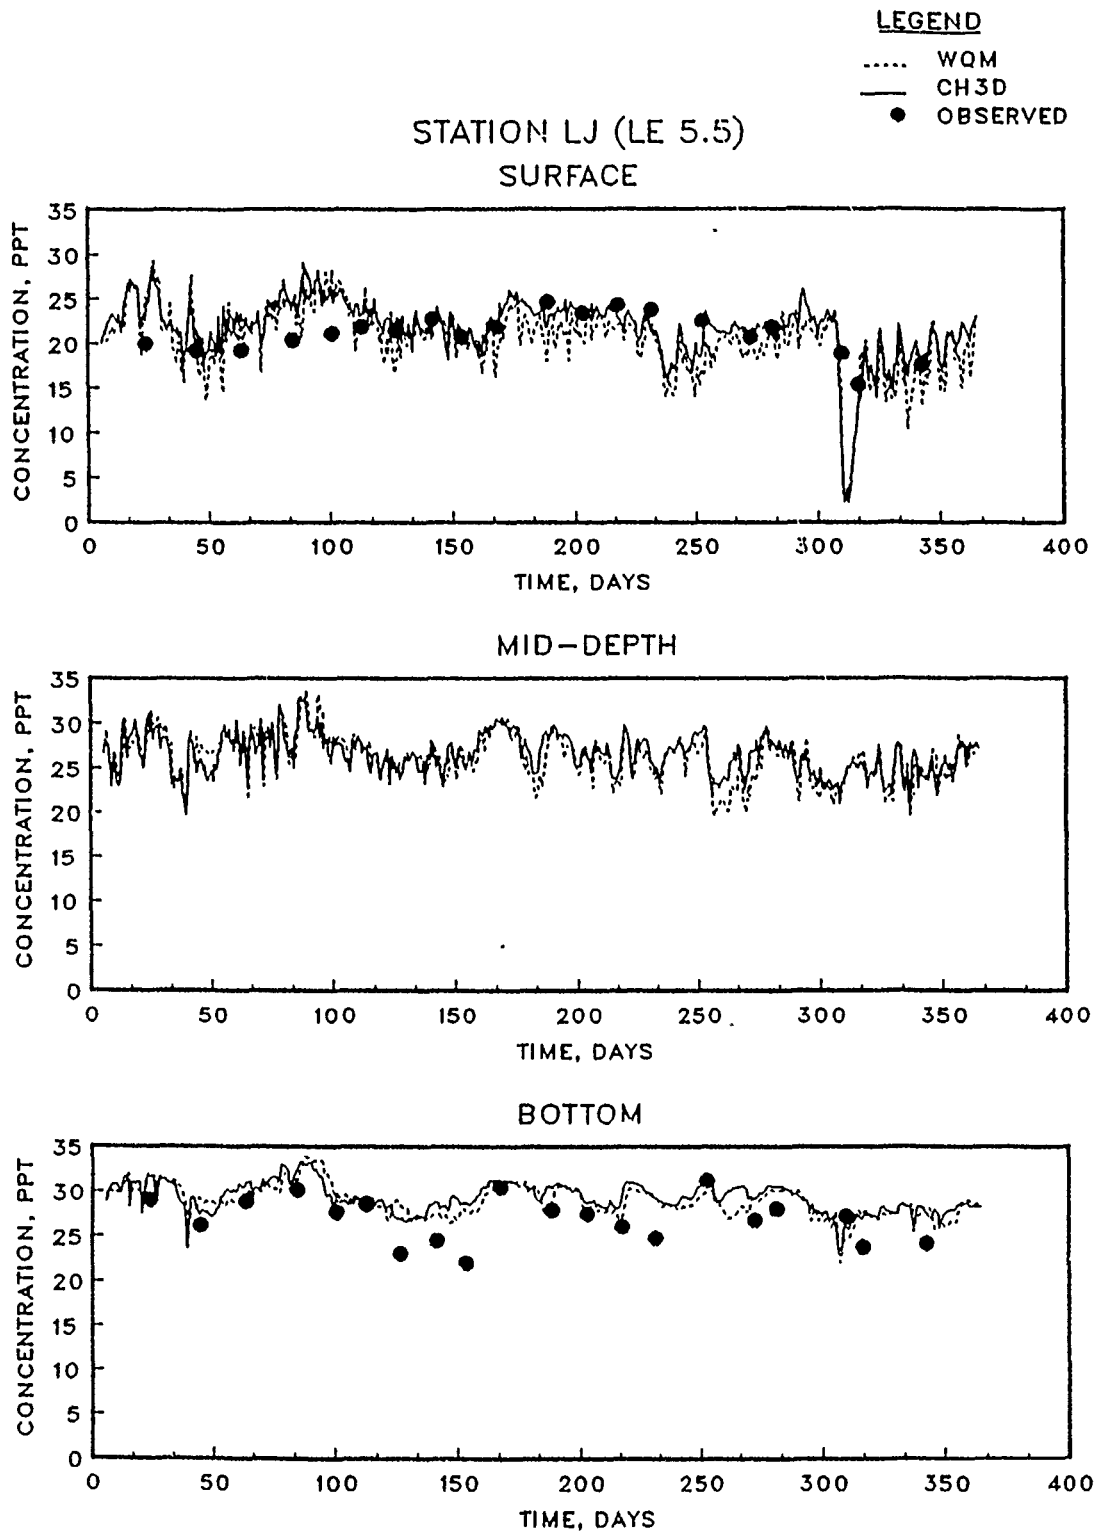 LEGEND
WQM
CH3D
OBSERVED
STATION LJ (LE 5.5)
SURFACE
CONCENTRATION, PPT
35
30
25
20
15
10
5
0
0 50 100 150 200 250 300 350 400
TIME, DAYS
MID-DEPTH
CONCENTRATION, PPT
35
30
25
20
15
10
5
0
0 50 100 150 200 250 300 350 400
TIME, DAYS
BOTTOM
CONCENTRATION, PPT
35
30
25
20
15
10
5
0
0 50 100 150 200 250 300 350 400
TIME, DAYS